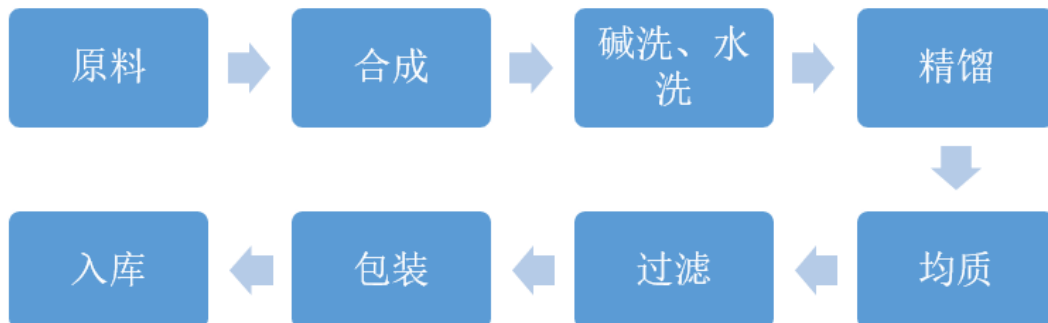 原料
合成
碱洗、水
洗
精馏
均质
过滤
包装
入库